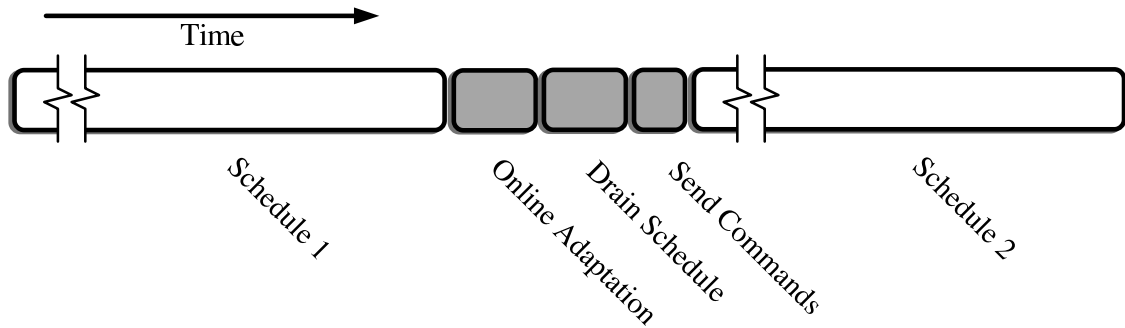 Time
Schedule 1
Online Adaptation
Drain Schedule
Send Commands
Schedule 2